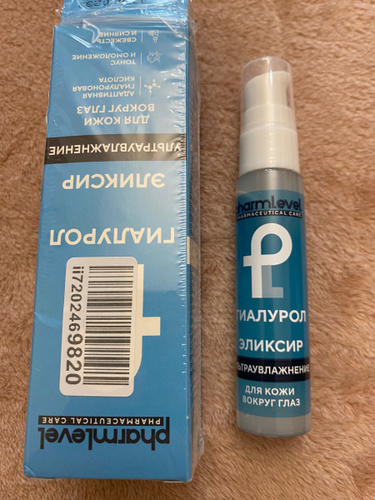 pharmlevel
PHARMACEUTICAL CARE
ii7202469820
ГИАЛУРОЛ
ЭЛИКСИР
УЛЬТРАУВЛАЖНЕНИЕ
ДЛЯ КОЖИ
ВОКРУГ ГЛАЗ
АДАПТИВНАЯ
ГИАЛУРОНОВАЯ
КИСЛОТА
ТОНУС
И ОМОЛОЖЕНИЕ
СВЕЖЕСТЬ
И СИЯНИЕ
pharmlevel
PHARMACEUTICAL CARE
ГИАЛУРОЛ
ЭЛИКСИР
УЛЬТРАУВЛАЖНЕНИЕ
ДЛЯ КОЖИ
ВОКРУГ ГЛАЗ